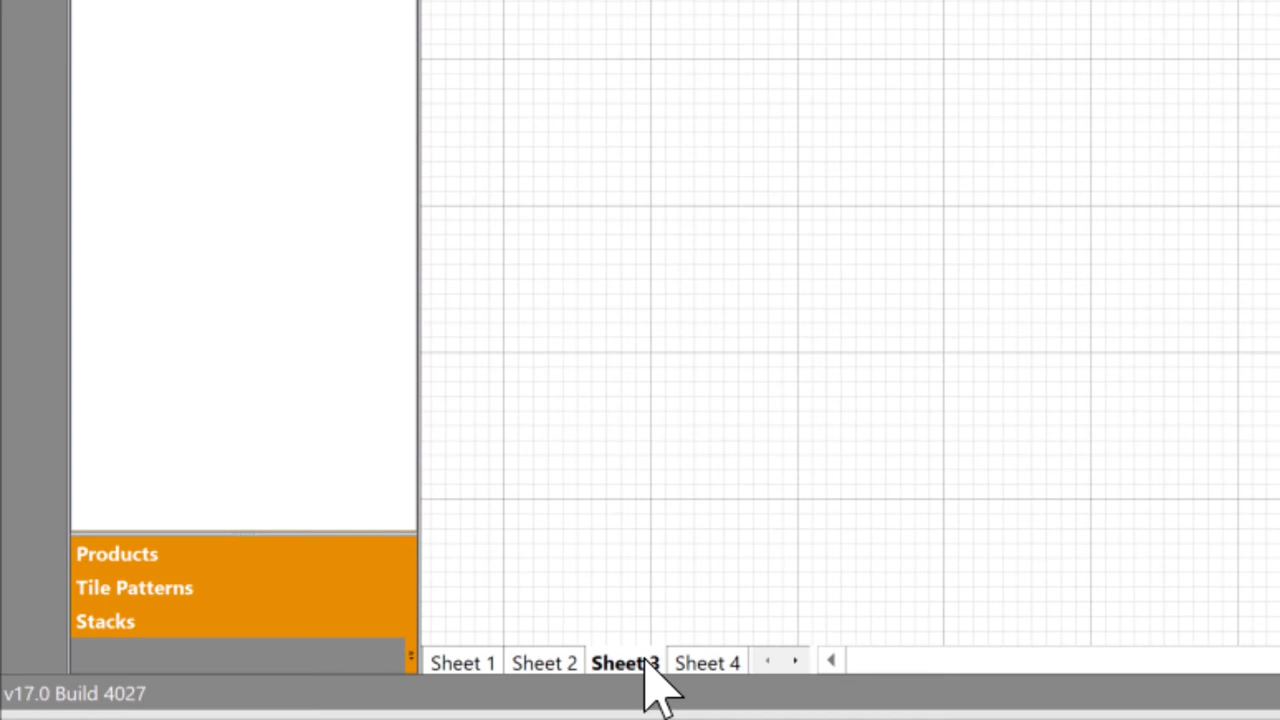 Products
Tile Patterns
Stacks
Sheet 1 Sheet 2 Sheet 3 Sheet 4
v17.0 Build 4027